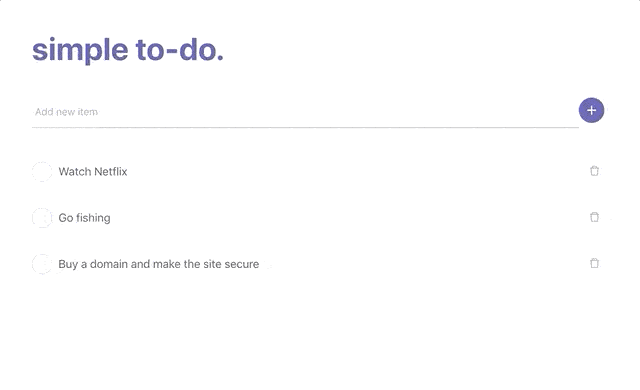 simple to-do.
Add new item
Watch Netflix
Go fishing
Buy a domain and make the site secure